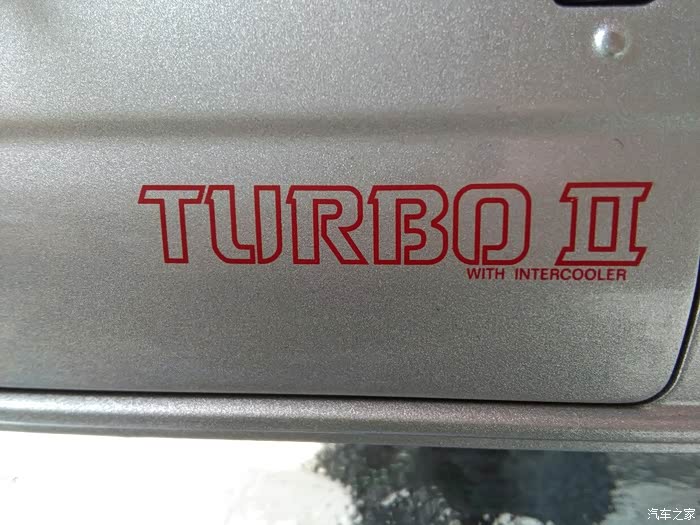 TURBO II
WITH INTERCOOLER
汽车之家